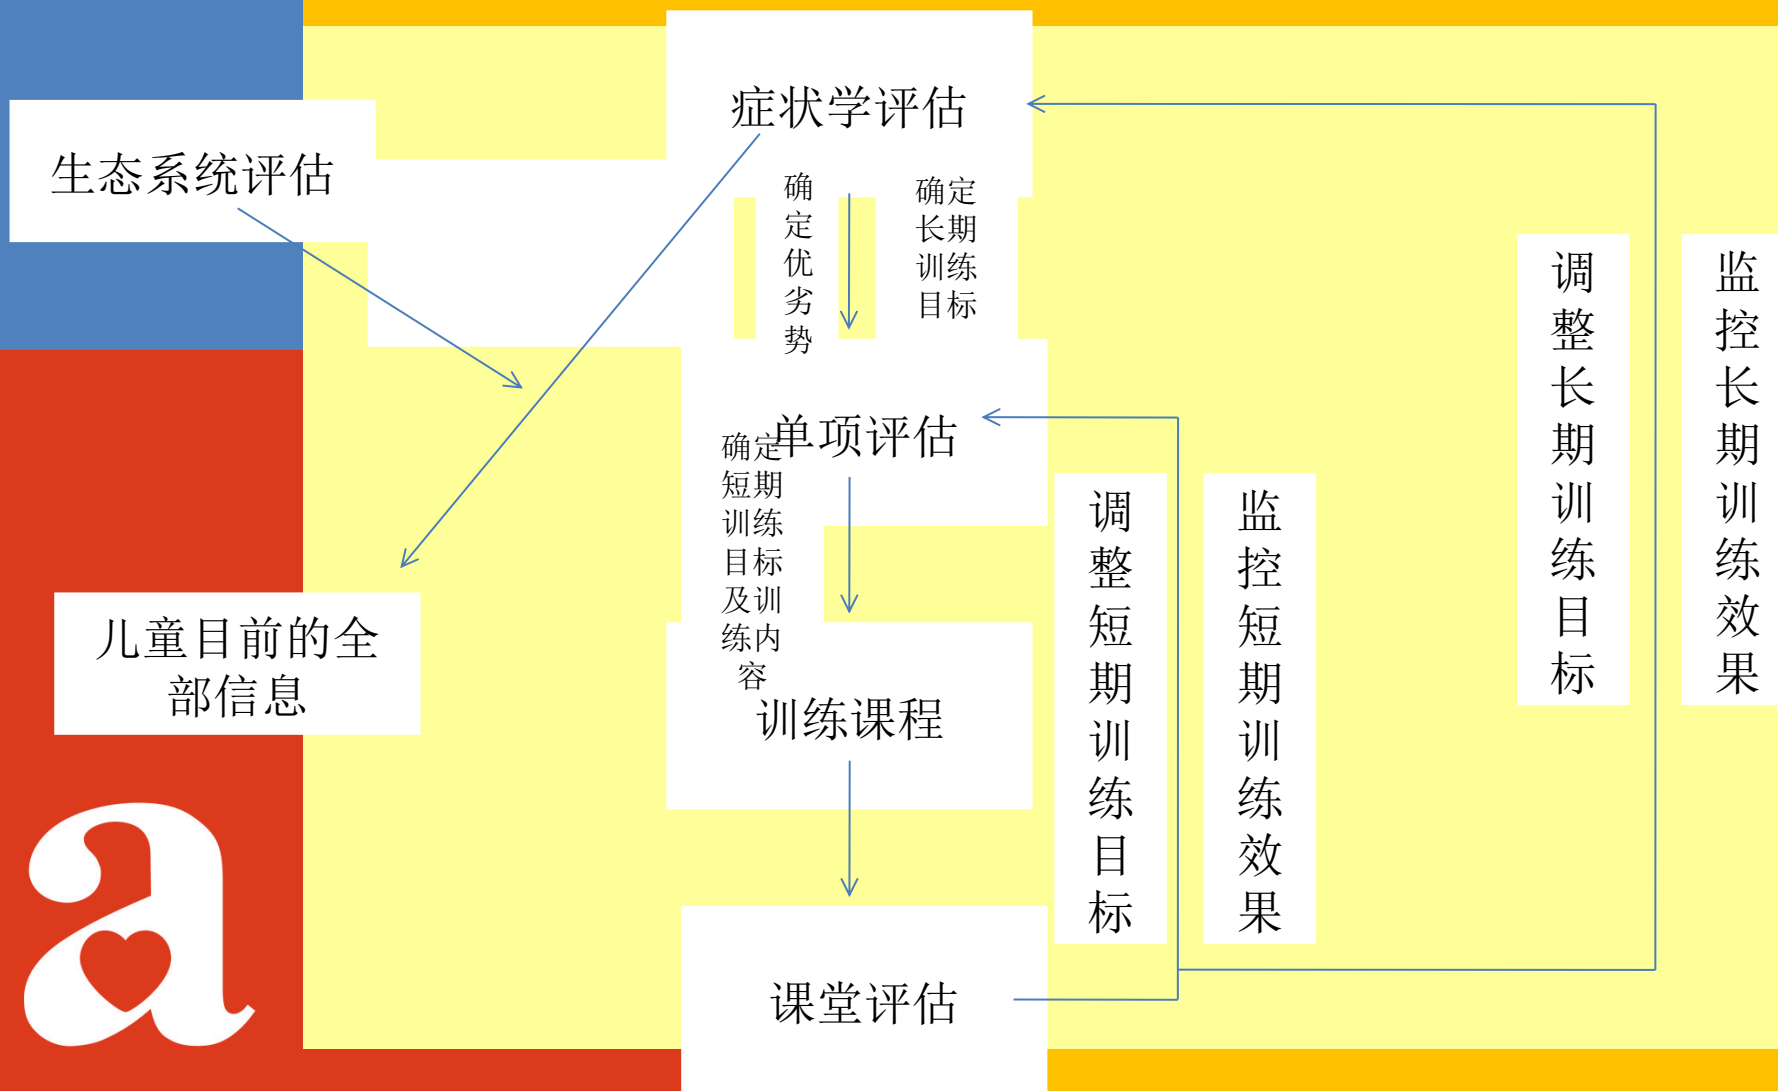 症状学评估
生态系统评估
确
定
优
劣
势
确定
长期
训练
目标
单项评估
确定
短期
训练
目标
及训
练内
容
训练课程
课堂评估
儿童目前的全
部信息
调
整
短
期
训
练
目
标
监
控
短
期
训
练
效
果
调
整
长
期
训
练
目
标
监
控
长
期
训
练
效
果
a